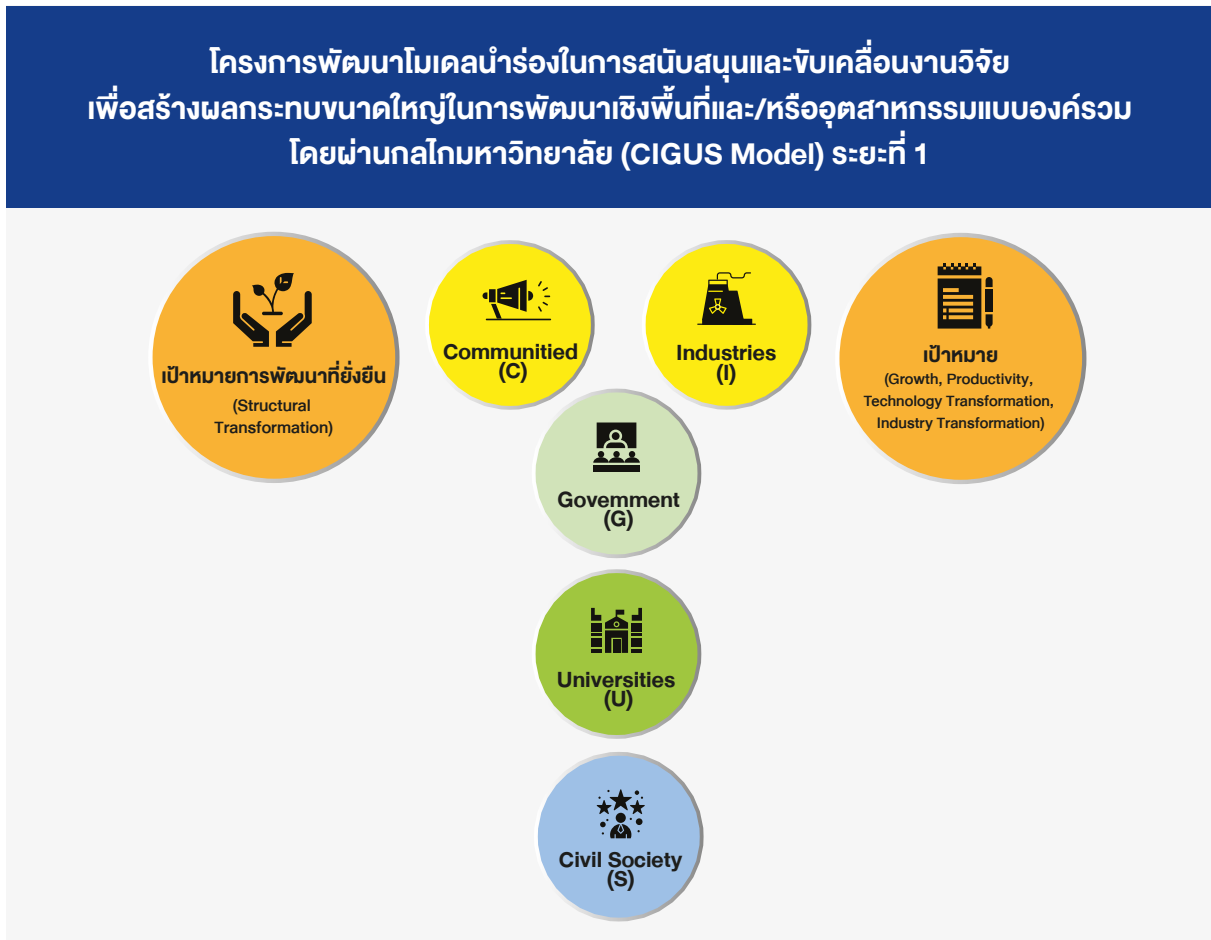 โครงการพัฒนาโมเดลนำร่องในการสนับสนุนและขับเคลื่อนงานวิจัย
เพื่อสร้างผลกระทบขนาดใหญ่ในการพัฒนาเชิงพื้นที่และ/หรืออุตสาหกรรมแบบองค์รวม
โดยผ่านกลไกมหาวิทยาลัย (CIGUS Model) ระยะที่ 1
เป้าหมายการพัฒนาที่ยั่งยืน
(Structural
Transformation)
Communitied
(C)
Industries
(I)
เป้าหมาย
(Growth, Productivity,
Technology Transformation,
Industry Transformation)
Govemment
(G)
Universities
(U)
Civil Society
(S)